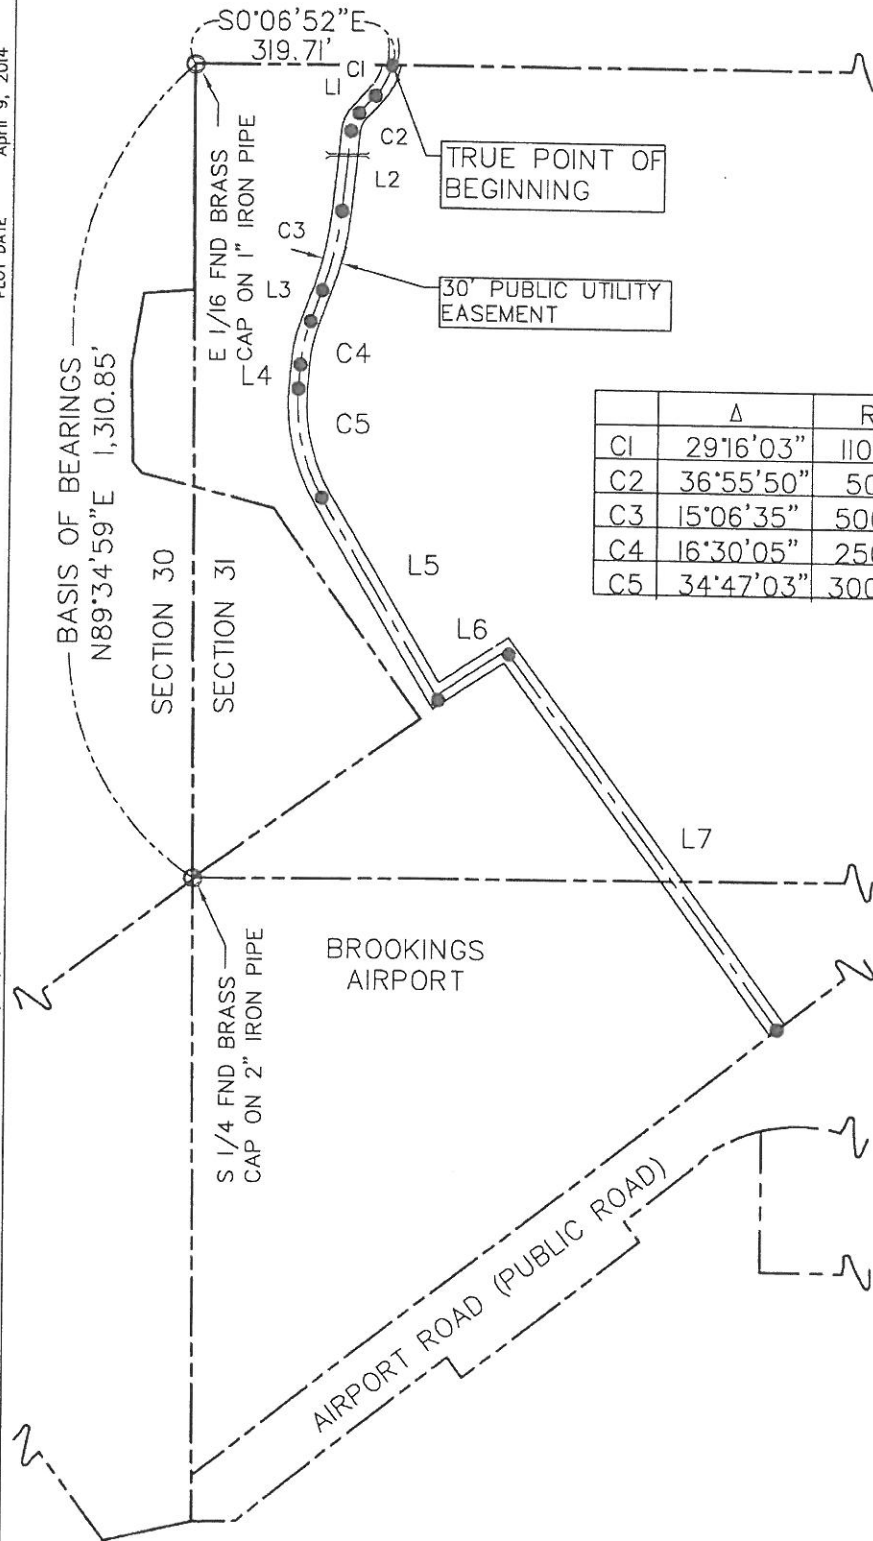 PLOT DATE April 9, 2014
S0°06'52"E
319.71'
C1
L1
C2
L2
TRUE POINT OF
BEGINNING
E 1/16 FND BRASS
CAP ON 1" IRON PIPE
C3
L3
30' PUBLIC UTILITY
EASEMENT
C4
L4
C5
BASIS OF BEARINGS
N89°34'59"E 1,310.85'
SECTION 30
SECTION 31
Δ R
C1 29°16'03" 110
C2 36°55'50" 50
C3 15°06'35" 500
C4 16°30'05" 250
C5 34°47'03" 300
L5
L6
L7
BROOKINGS
AIRPORT
S 1/4 FND BRASS
CAP ON 2" IRON PIPE
AIRPORT ROAD (PUBLIC ROAD)